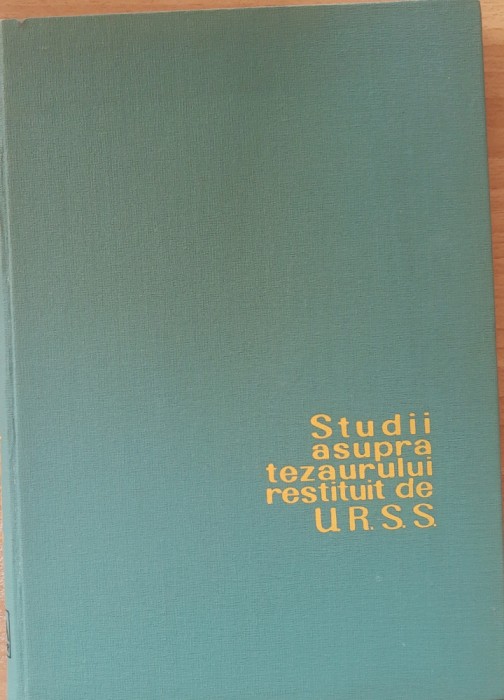 Studii
asupra
tezaurului
restituit de
U.R.S.S.